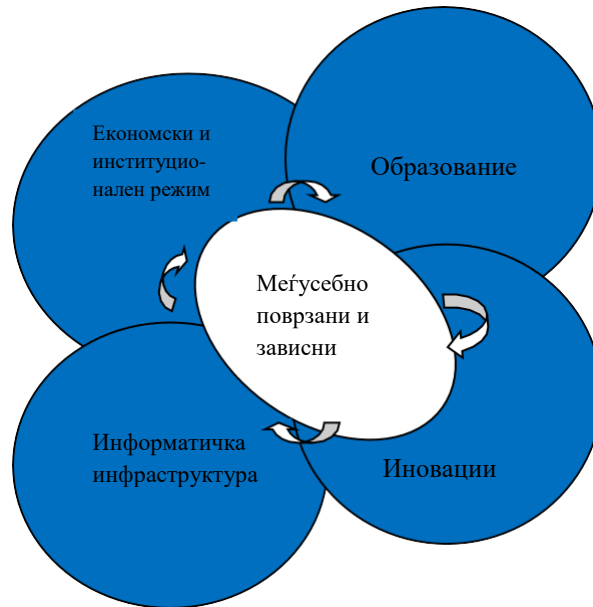 Економски и
институцио-
нален режим
Образование
Меѓусебно
поврзани и
зависни
Информатичка
инфраструктура
Иновации